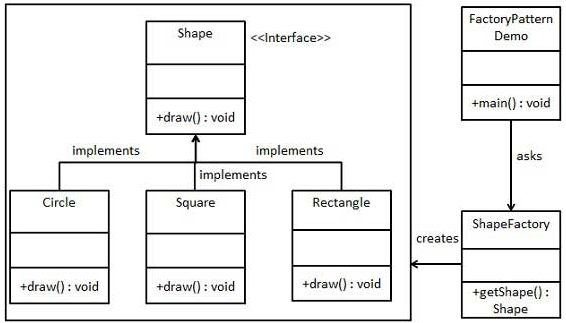 Shape
<<Interface>>
+draw() : void
implements
implements
implements
Circle
+draw() : void
Square
+draw() : void
Rectangle
+draw() : void
FactoryPattern
Demo
+main() : void
asks
ShapeFactory
+getShape() :
Shape
creates